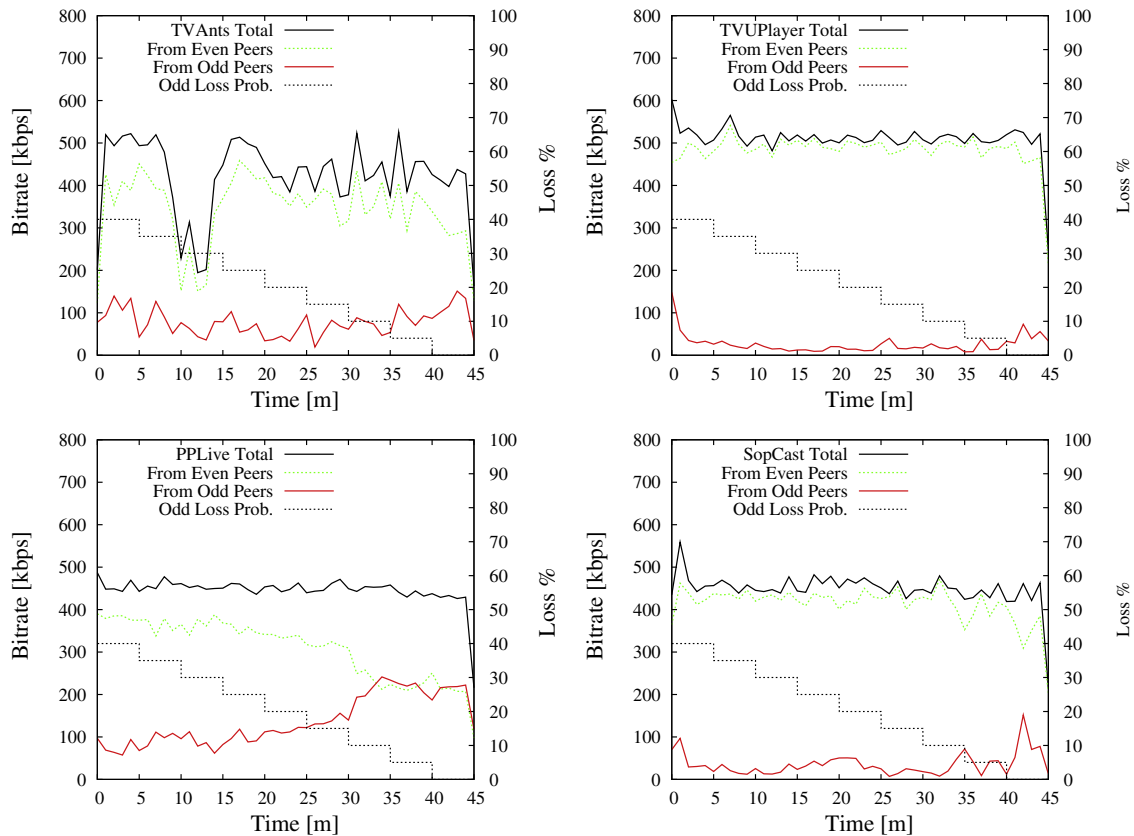 800
700
600
500
400
300
200
100
0
Bitrate [kbps]
TVAnts Total
From Even Peers
From Odd Peers
Odd Loss Prob.
100
90
80
70
60
50
40
30
20
10
0
Loss %
0 5 10 15 20 25 30 35 40 45
Time [m]
800
700
600
500
400
300
200
100
0
Bitrate [kbps]
TVUPlayer Total
From Even Peers
From Odd Peers
Odd Loss Prob.
100
90
80
70
60
50
40
30
20
10
0
Loss %
0 5 10 15 20 25 30 35 40 45
Time [m]
800
700
600
500
400
300
200
100
0
Bitrate [kbps]
PPLive Total
From Even Peers
From Odd Peers
Odd Loss Prob.
100
90
80
70
60
50
40
30
20
10
0
Loss %
0 5 10 15 20 25 30 35 40 45
Time [m]
800
700
600
500
400
300
200
100
0
Bitrate [kbps]
SopCast Total
From Even Peers
From Odd Peers
Odd Loss Prob.
100
90
80
70
60
50
40
30
20
10
0
Loss %
0 5 10 15 20 25 30 35 40 45
Time [m]